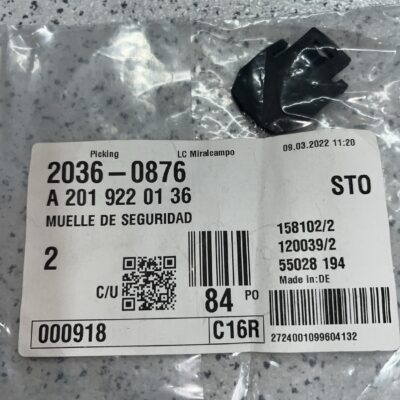 Picking LC Miralcampo 09.03.2022 11:20
2036-0876
A 201 922 01 36
MUELLE DE SEGURIDAD
STO
2
C/U
84 PO
158102/2
120039/2
55028 194
Made in:DE
000918 C16R
2724001099604132